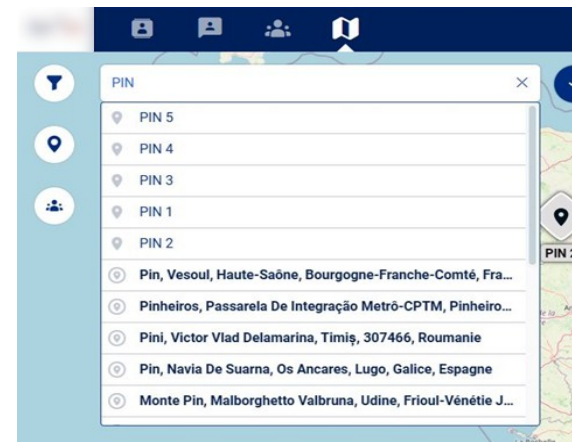 PIN
PIN 5
PIN 4
PIN 3
PIN 1
PIN 2
Pin, Vesoul, Haute-Saône, Bourgogne-Franche-Comté, Fra...
Pinheiros, Passarela De Integração Metrô-CPTM, Pinheiro...
Pini, Victor Vlad Delamarina, Timiș, 307466, Roumanie
Pin, Navia De Suarna, Os Ancares, Lugo, Galice, Espagne
Monte Pin, Malborghetto Valbruna, Udine, Frioul-Vénétie J...
PIN